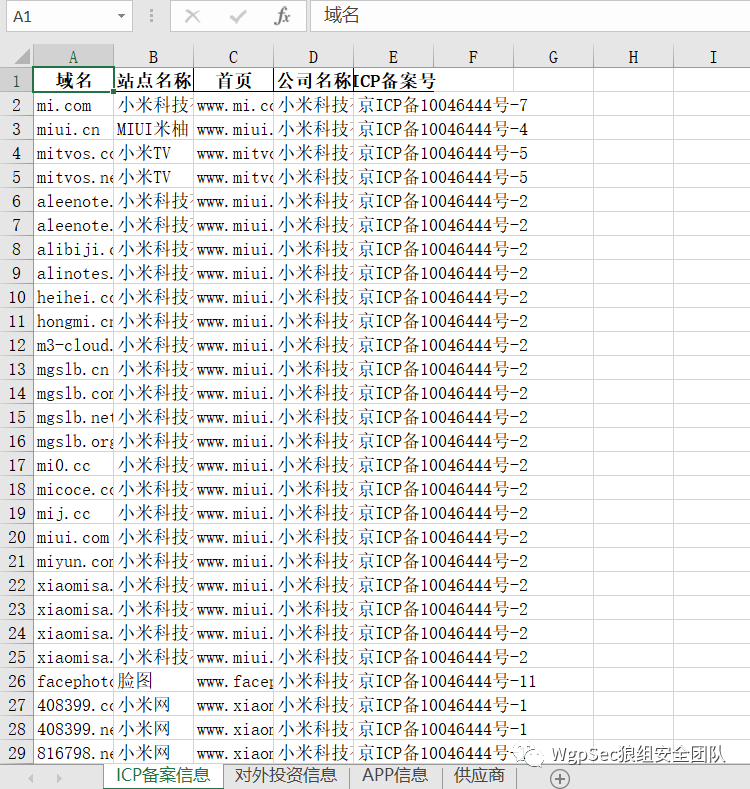 A1 fx 域名
A B C D E F G H I
1 域名 站点名称 首页 公司名称 ICP备案号
2 mi.com 小米科技 www.mi.co 小米科技 京ICP备10046444号-7
3 miui.cn MIUI米柚 www.miui. 小米科技 京ICP备10046444号-4
4 mitvos.co 小米TV www.mitvo 小米科技 京ICP备10046444号-5
5 mitvos.ne 小米TV www.mitvo 小米科技 京ICP备10046444号-5
6 aleenote. 小米科技 www.miui. 小米科技 京ICP备10046444号-2
7 aleenote. 小米科技 www.miui. 小米科技 京ICP备10046444号-2
8 alibiji.c 小米科技 www.miui. 小米科技 京ICP备10046444号-2
9 alinotes. 小米科技 www.miui. 小米科技 京ICP备10046444号-2
10 heihei.co 小米科技 www.miui. 小米科技 京ICP备10046444号-2
11 hongmi.cn 小米科技 www.miui. 小米科技 京ICP备10046444号-2
12 m3-cloud. 小米科技 www.miui. 小米科技 京ICP备10046444号-2
13 mgslb.cn 小米科技 www.miui. 小米科技 京ICP备10046444号-2
14 mgslb.com 小米科技 www.miui. 小米科技 京ICP备10046444号-2
15 mgslb.net 小米科技 www.miui. 小米科技 京ICP备10046444号-2
16 mgslb.org 小米科技 www.miui. 小米科技 京ICP备10046444号-2
17 mi0.cc 小米科技 www.miui. 小米科技 京ICP备10046444号-2
18 micoce.co 小米科技 www.miui. 小米科技 京ICP备10046444号-2
19 mij.cc 小米科技 www.miui. 小米科技 京ICP备10046444号-2
20 miui.com 小米科技 www.miui. 小米科技 京ICP备10046444号-2
21 miyun.com 小米科技 www.miui. 小米科技 京ICP备10046444号-2
22 xiaomisa. 小米科技 www.miui. 小米科技 京ICP备10046444号-2
23 xiaomisa. 小米科技 www.miui. 小米科技 京ICP备10046444号-2
24 xiaomisa. 小米科技 www.miui. 小米科技 京ICP备10046444号-2
25 xiaomisa. 小米科技 www.miui. 小米科技 京ICP备10046444号-2
26 facephoto 脸图 www.facep 小米科技 京ICP备10046444号-11
27 408399.co 小米网 www.xiaom 小米科技 京ICP备10046444号-1
28 408399.ne 小米网 www.xiaom 小米科技 京ICP备10046444号-1
29 816798.ne 小米网 www.xiaom 小米科技 京ICP备10046444号
WgpSec狼组安全团队
ICP备案信息 对外投资信息 APP信息 供应商